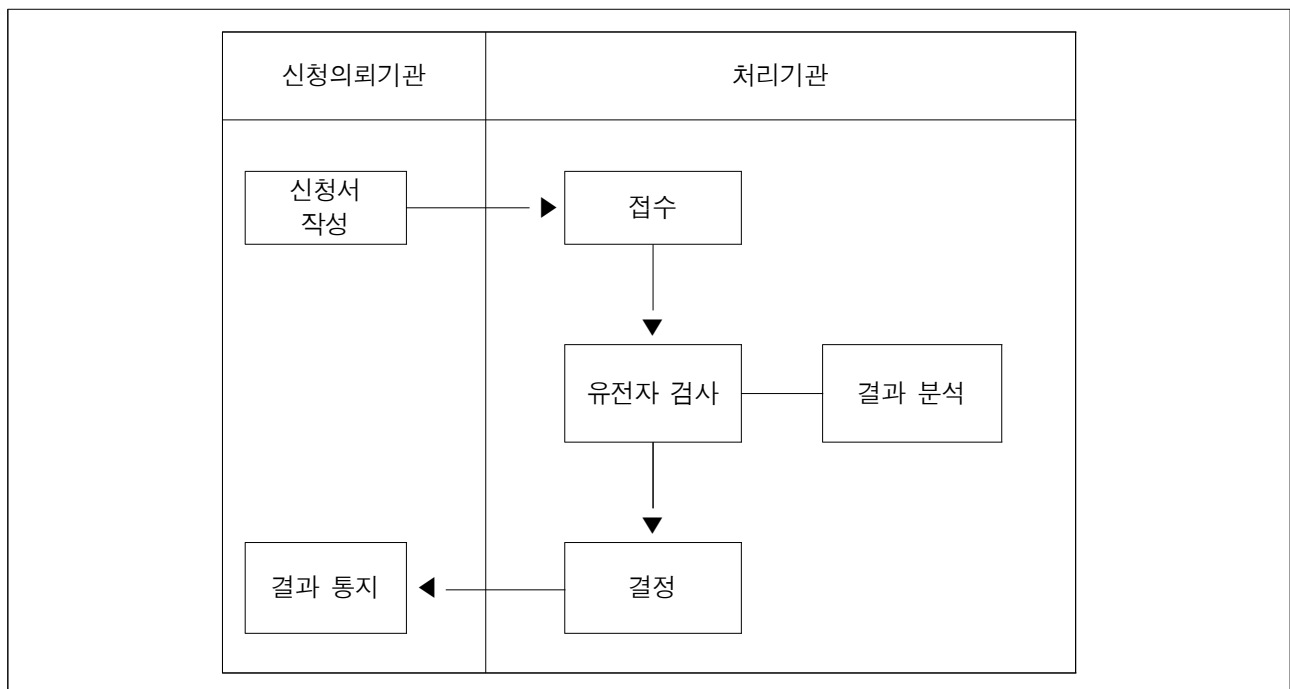 신청의뢰기관
처리기관
신청서
작성
접수
유전자 검사
결과 분석
결과 통지
결정